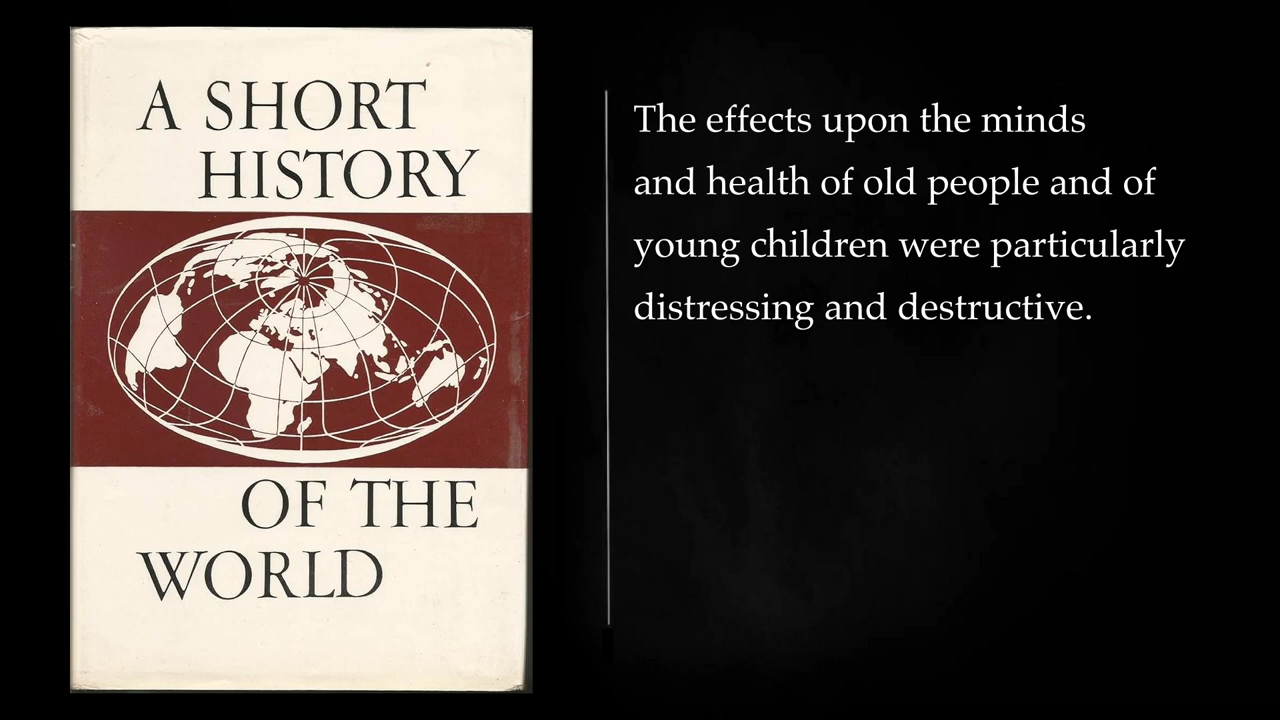 A SHORT
HISTORY
OF THE
WORLD
The effects upon the minds
and health of old people and of
young children were particularly
distressing and destructive.